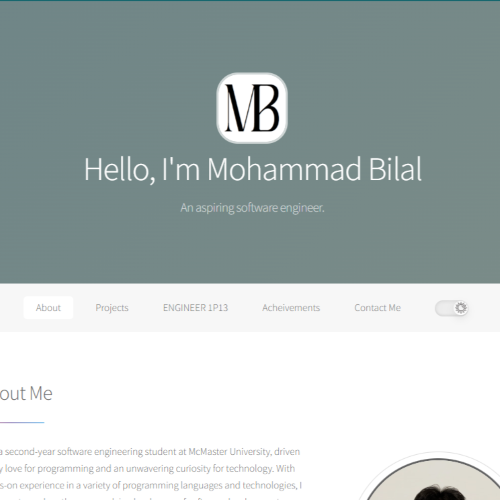 MB
Hello, I'm Mohammad Bilal
An aspiring software engineer.
About Projects ENGINEER 1P13 Acheivements Contact Me
out Me
a second-year software engineering student at McMaster University, driven
y love for programming and an unwavering curiosity for technology. With
s-on experience in a variety of programming languages and technologies, I